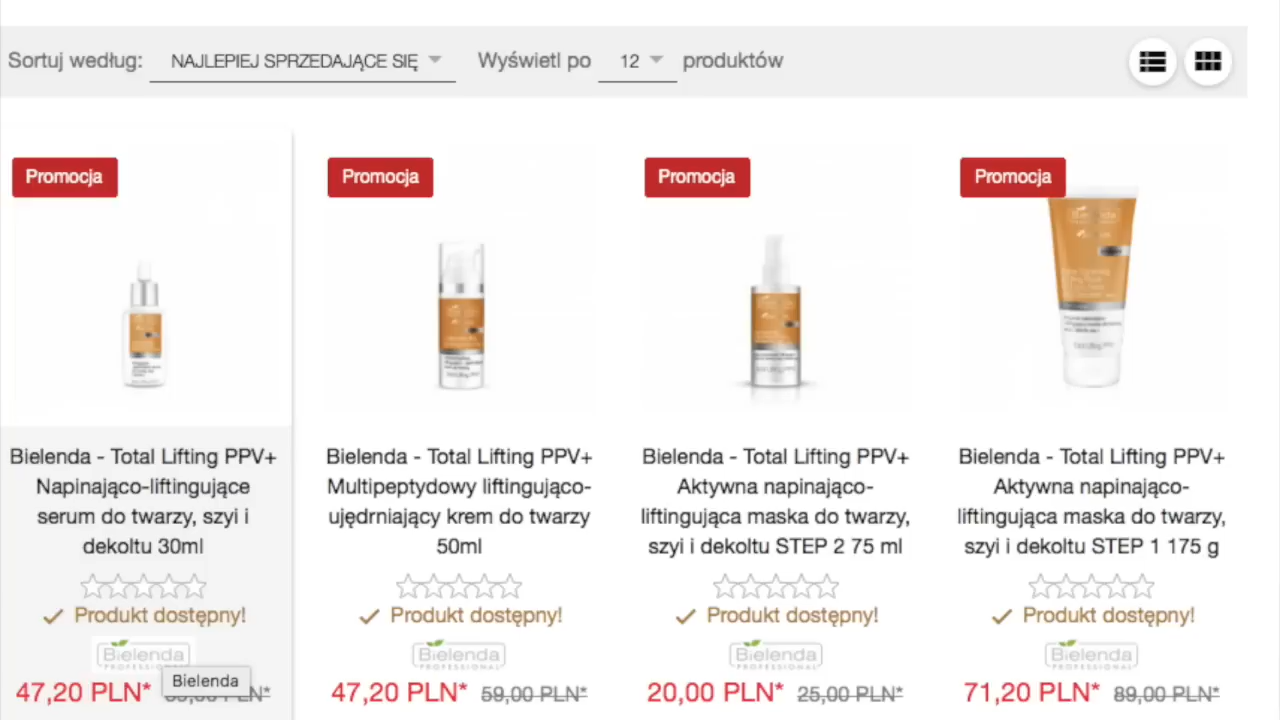 Sortuj według: NAJLEPIEJ SPRZEDAJĄCE SIĘ Wyświetl po 12 produktów
Promocja Promocja Promocja Promocja
Bielenda - Total Lifting PPV+
Napinająco-liftingujące
serum do twarzy, szyi i
dekoltu 30ml
Produkt dostępny!
Bielenda
PROFESSIONAL
Bielenda
47,20 PLN*
Bielenda - Total Lifting PPV+
Multipeptydowy liftingująco-
ujędrniający krem do twarzy
50ml
Produkt dostępny!
Bielenda
PROFESSIONAL
47,20 PLN* 59,00 PLN*
Bielenda - Total Lifting PPV+
Aktywna napinająco-
liftingująca maska do twarzy,
szyi i dekoltu STEP 2 75 ml
Produkt dostępny!
Bielenda
PROFESSIONAL
20,00 PLN* 25,00 PLN*
Bielenda - Total Lifting PPV+
Aktywna napinająco-
liftingująca maska do twarzy,
szyi i dekoltu STEP 1 175 g
Produkt dostępny!
Bielenda
PROFESSIONAL
71,20 PLN* 89,00 PLN*